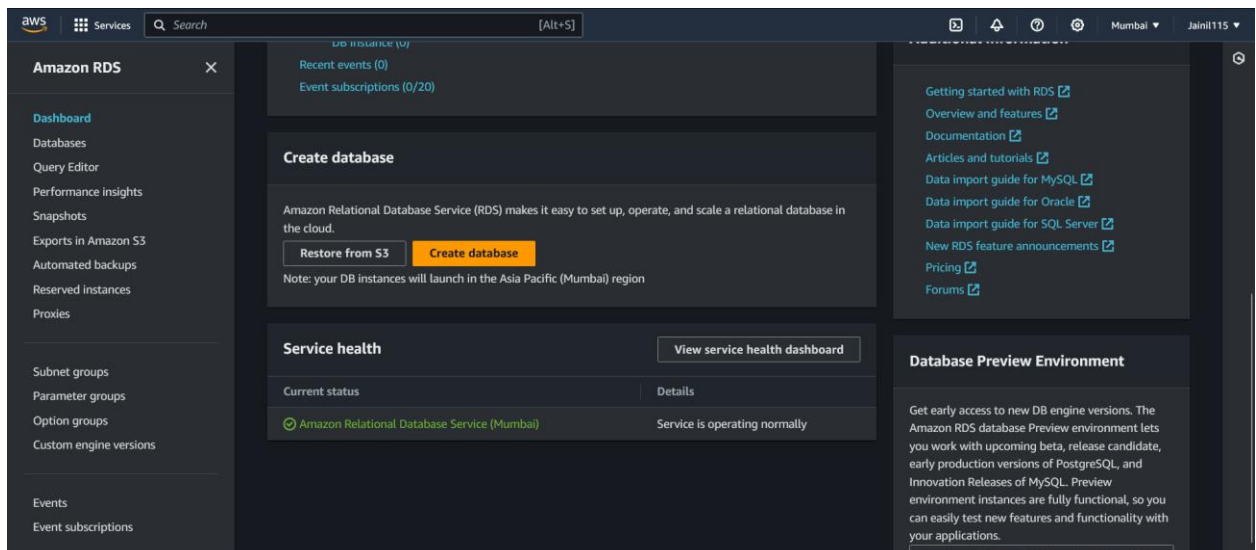 aws
Services
Search
[Alt+S]
Mumbai
Jainil115
Amazon RDS
Dashboard
Databases
Query Editor
Performance insights
Snapshots
Exports in Amazon S3
Automated backups
Reserved instances
Proxies
Subnet groups
Parameter groups
Option groups
Custom engine versions
Events
Event subscriptions
DB Instance (0)
Recent events (0)
Event subscriptions (0/20)
Create database
Amazon Relational Database Service (RDS) makes it easy to set up, operate, and scale a relational database in
the cloud.
Restore from S3
Create database
Note: your DB instances will launch in the Asia Pacific (Mumbai) region
Service health
View service health dashboard
Current status
Details
Amazon Relational Database Service (Mumbai)
Service is operating normally
Additional information
Getting started with RDS
Overview and features
Documentation
Articles and tutorials
Data import guide for MySQL
Data import guide for Oracle
Data import guide for SQL Server
New RDS feature announcements
Pricing
Forums
Database Preview Environment
Get early access to new DB engine versions. The
Amazon RDS database Preview environment lets
you work with upcoming beta, release candidate,
early production versions of PostgreSQL, and
Innovation Releases of MySQL. Preview
environment instances are fully functional, so you
can easily test new features and functionality with
your applications.